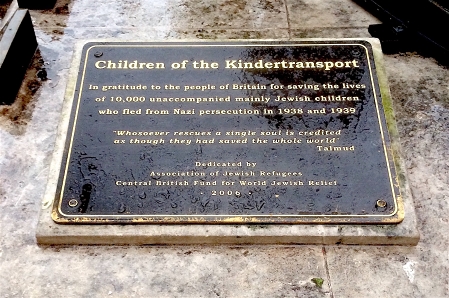 Children of the Kindertransport
In gratitude to the people of Britain for saving the lives
of 10,000 unaccompanied mainly Jewish children
who fled from Nazi persecution in 1938 and 1939
"Whosoever rescues a single soul is credited
as though they had saved the whole world"
Talmud
Dedicated by
Association of Jewish Refugees
Central British Fund for World Jewish Relief
2006